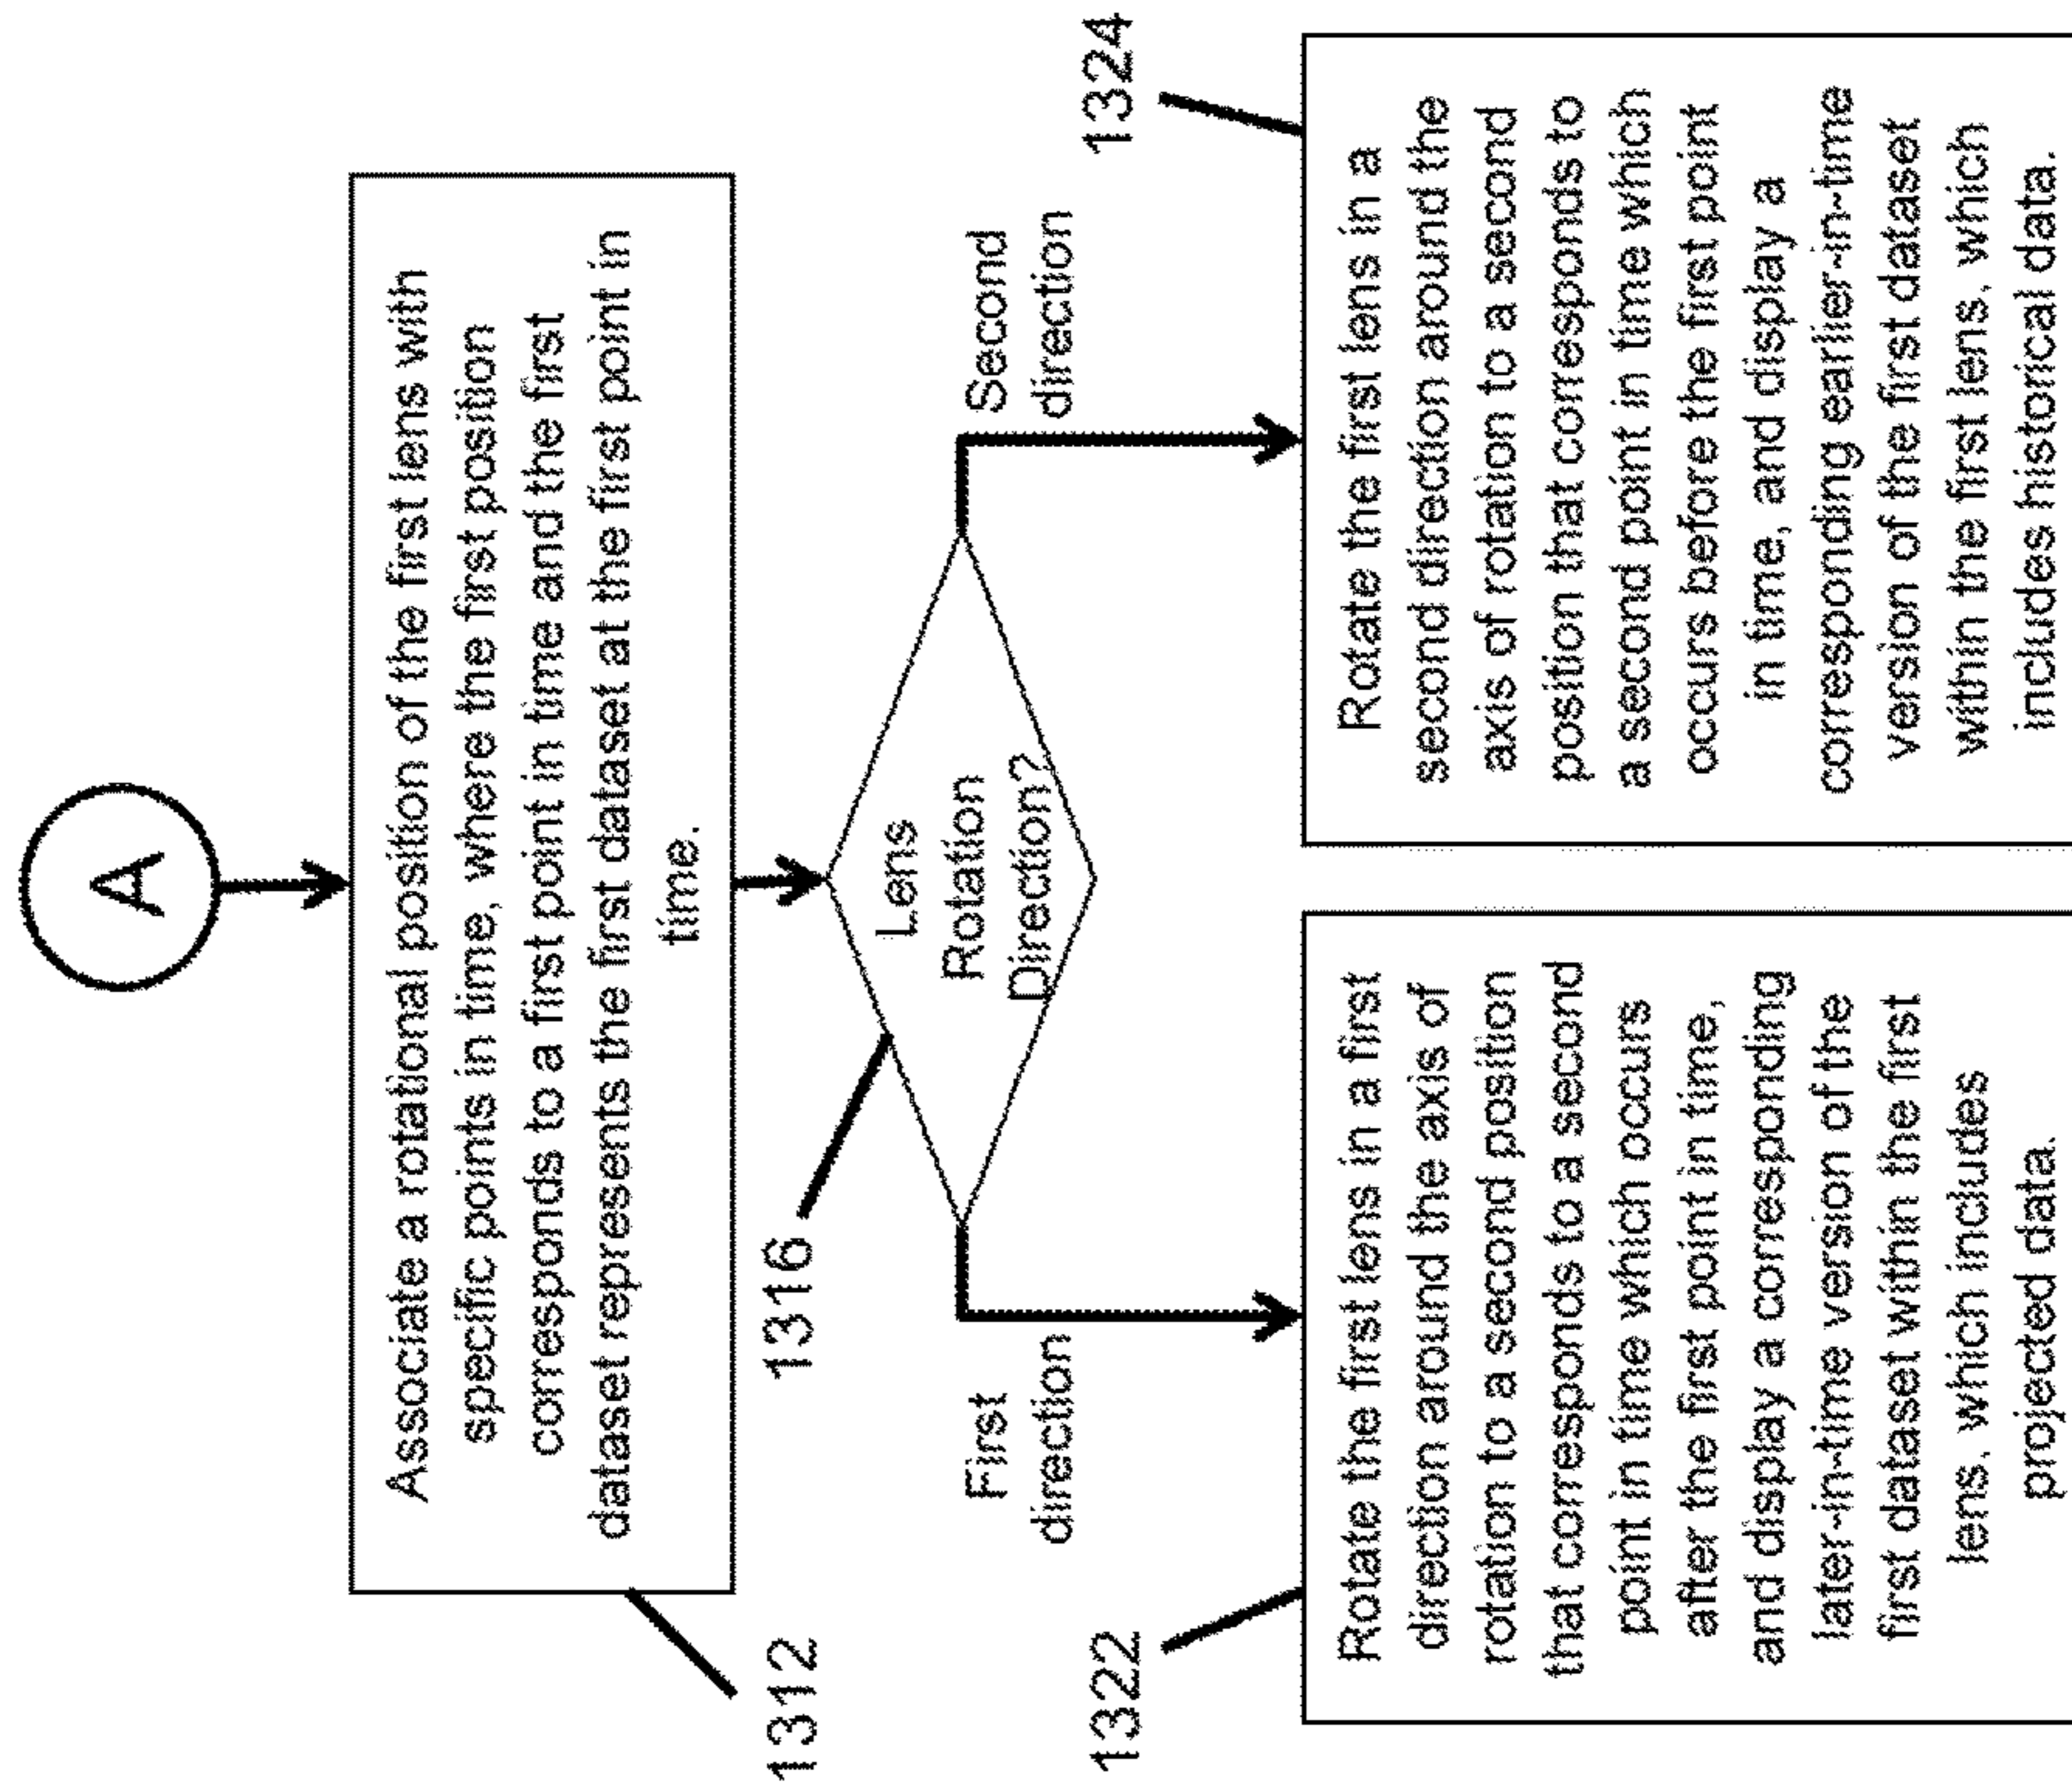 A
Associate a rotational position of the first lens with
specific points in time, where the first position
corresponds to a first point in time and the first
dataset represents the first dataset at the first point in
time.
1312
1316
Lens
Rotation
Direction?
First
direction
Second
direction
1322
Rotate the first lens in a first
direction around the axis of
rotation to a second position
that corresponds to a second
point in time which occurs
after the first point in time,
and display a corresponding
later-in-time version of the
first dataset within the first
lens, which includes
projected data.
1324
Rotate the first lens in a
second direction around the
axis of rotation to a second
position that corresponds to
a second point in time which
occurs before the first point
in time, and display a
corresponding earlier-in-time
version of the first dataset
within the first lens, which
includes historical data.